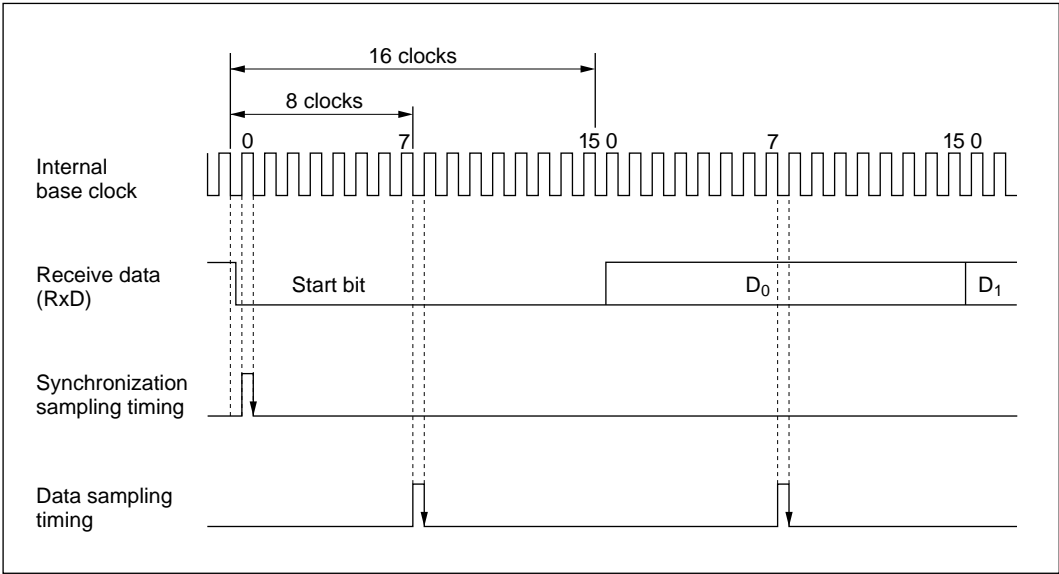 16 clocks
8 clocks
0 7 15 0 7 15 0
Internal
base clock
Receive data
(RxD)
Start bit D0 D1
Synchronization
sampling timing
Data sampling
timing